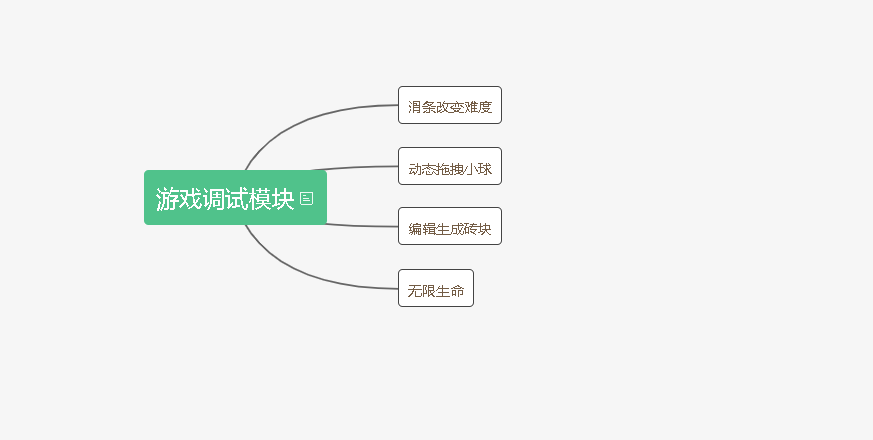 游戏调试模块
滑条改变难度
动态拖拽小球
编辑生成砖块
无限生命